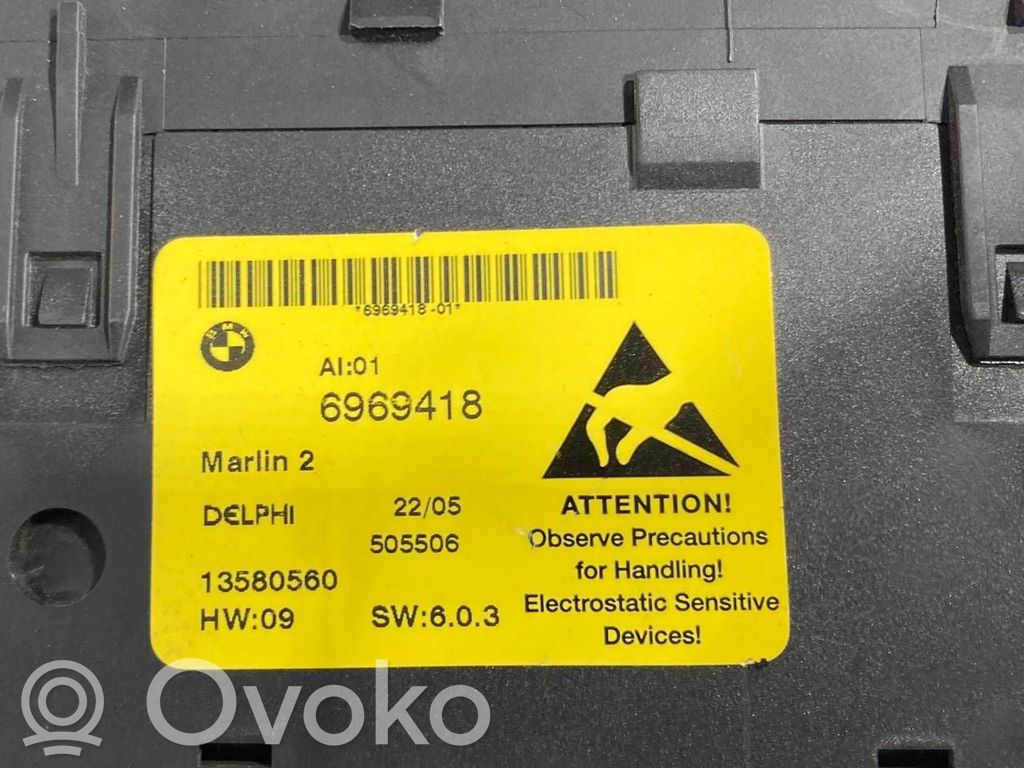 *6969418-01*
BMW
AI:01
6969418
Marlin 2
DELPHI 22/05
505506
13580560
HW:09 SW:6.0.3
ATTENTION!
Observe Precautions
for Handling!
Electrostatic Sensitive
Devices!
Ovoko